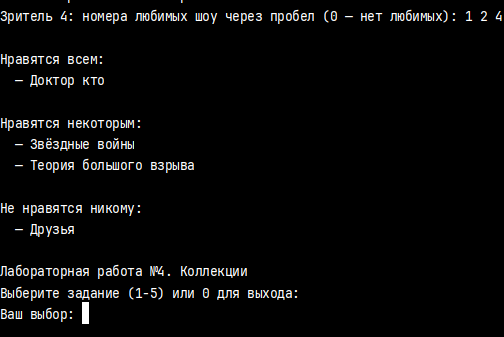 Зритель 4: номера любимых шоу через пробел (0 — нет любимых): 1 2 4
Нравятся всем:
— Доктор кто
Нравятся некоторым:
— Звёздные войны
— Теория большого взрыва
Не нравятся никому:
— Друзья
Лабораторная работа №4. Коллекции
Выберите задание (1-5) или 0 для выхода:
Ваш выбор: